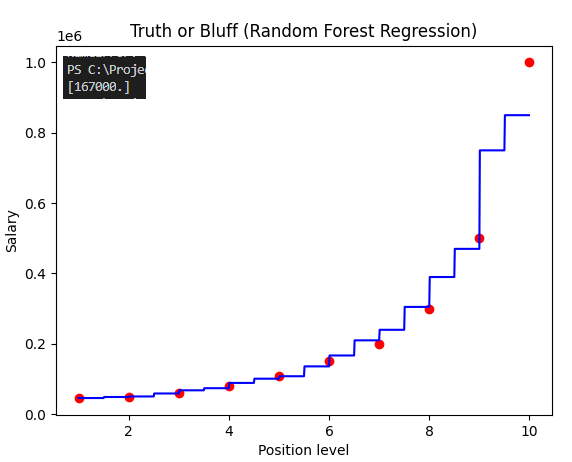 Truth or Bluff (Random Forest Regression)
1e6
PS C:\Projec
[167000.]
1.0
0.8
0.6
0.4
0.2
0.0
Salary
2 4 6 8 10
Position level